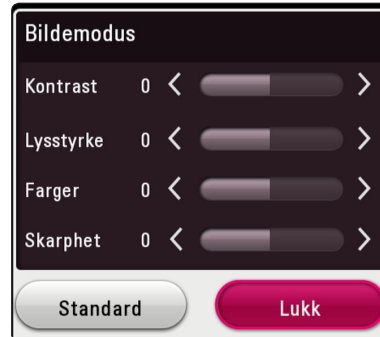 Bildemodus
Kontrast 0
Lysstyrke 0
Farger 0
Skarphet 0
Standard Lukk